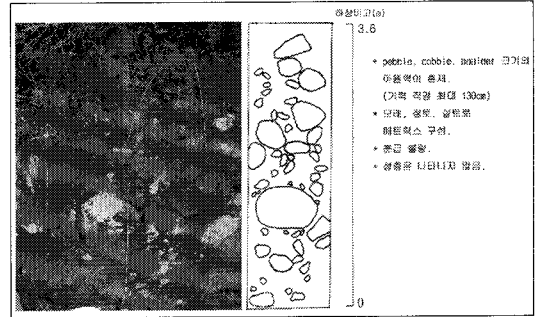 하상비고(m)
3.6
* pebble, cobble, boulder 크기의
아원력이 혼재.
(거력 직경 최대 130cm)
* 모래, 점토, 실트로
매트릭스 구성.
* 분급 불량.
* 성층은 나타나지 않음.
0